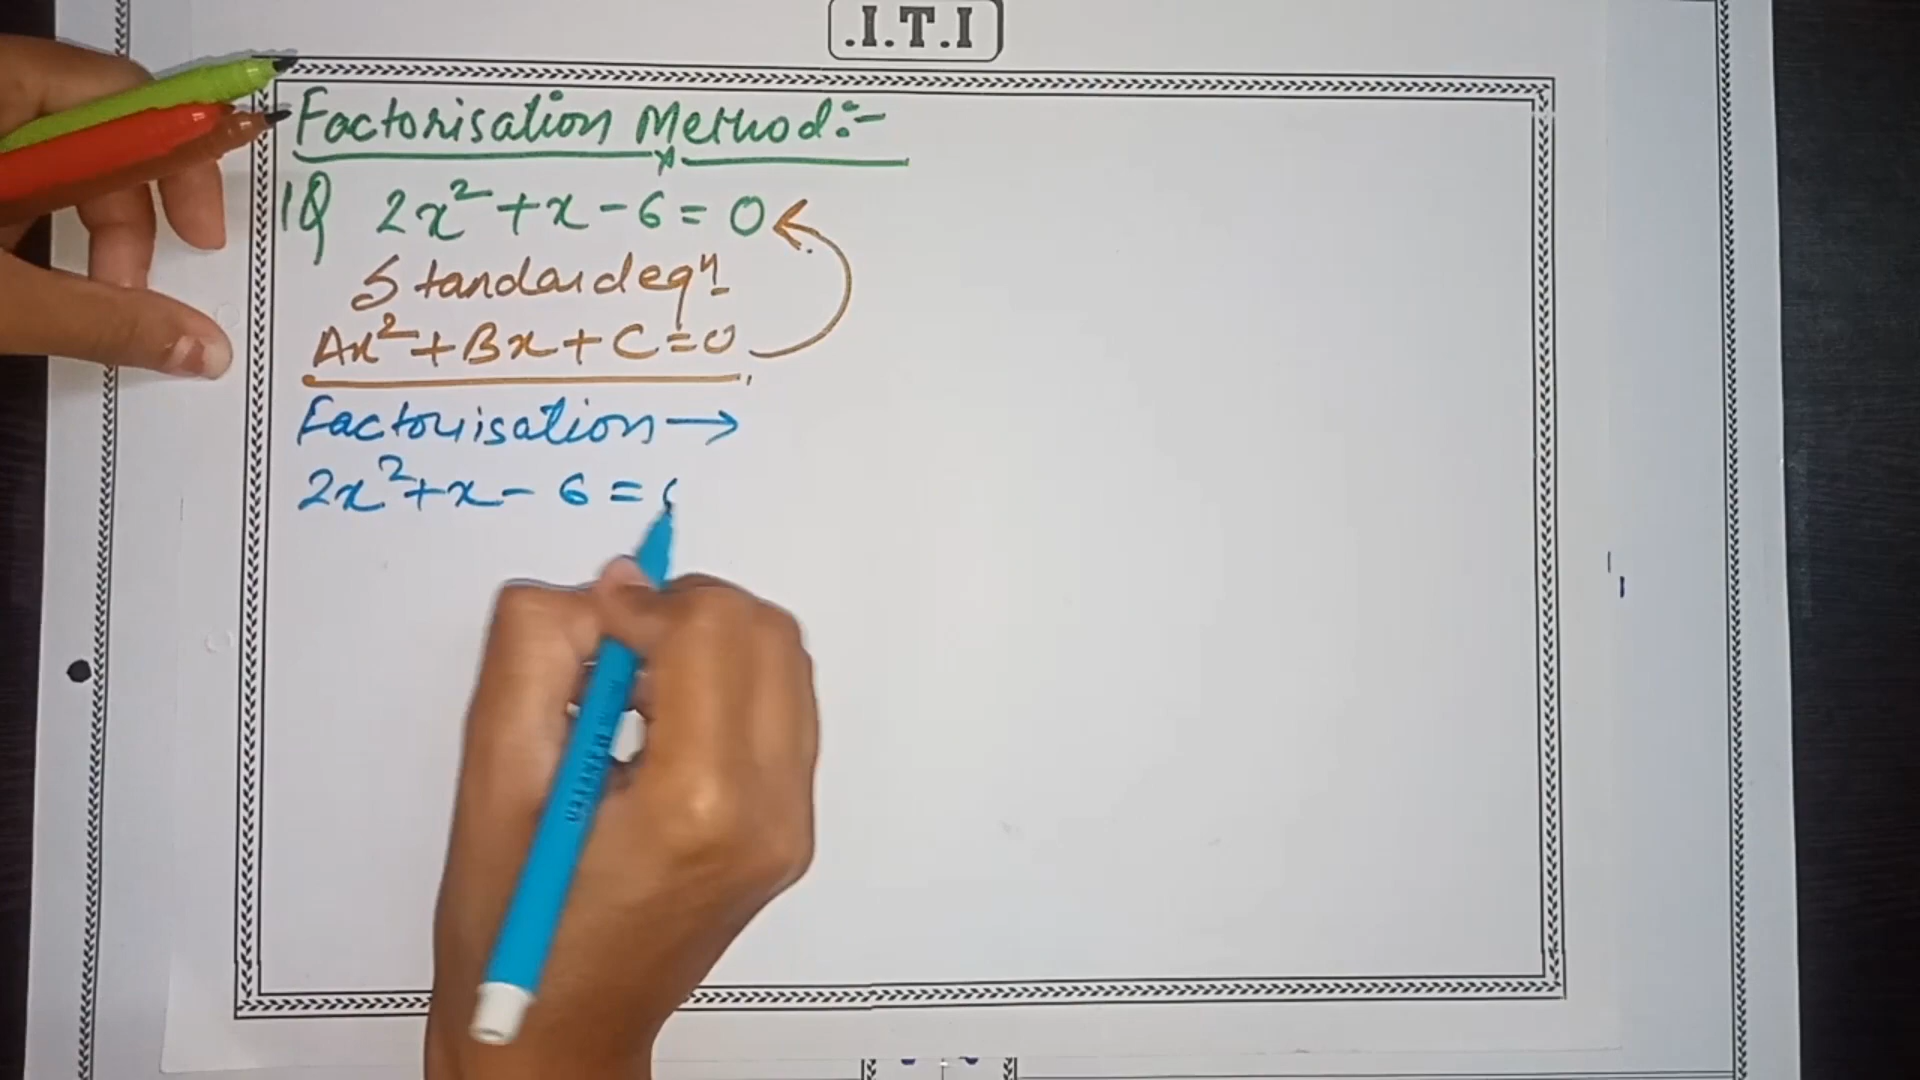 .I.T.I
Factorisation Method:-
1Q 2x²+x-6=0
Standard eqⁿ-
Ax²+Bx+C=0
Factorisation→
2x²+x-6=